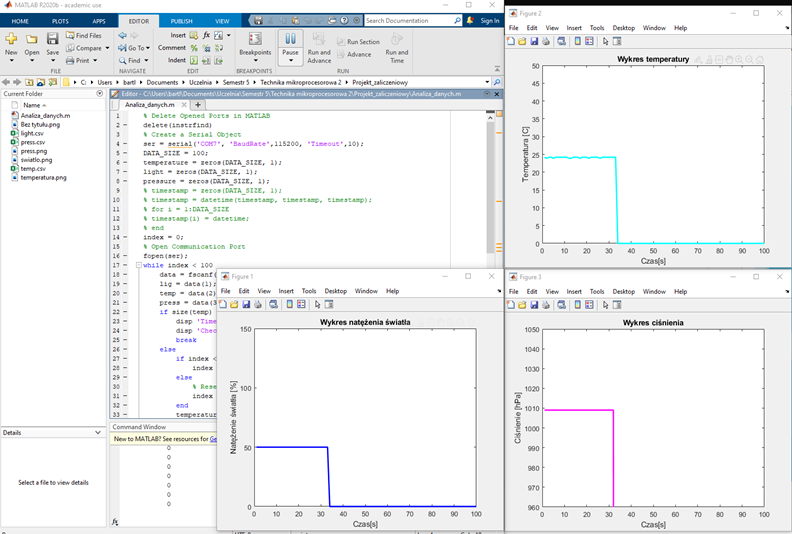 MATLAB R2020b - academic use
HOME PLOTS APPS EDITOR PUBLISH VIEW
Search Documentation
Sign In
New Open Save
Find Files
Compare
Print
Go To
Find
Insert
Comment
Indent
Breakpoints
Pause
Run and Advance
Run Section
Advance
Run and Time
FILE NAVIGATE EDIT BREAKPOINTS RUN
C: Users bartl Documents Uczelnia Semestr 5 Technika mikroprocesorowa 2 Projekt_zaliczeniowy
Current Folder
Name
Analiza_danych.m
Bez tytułu.png
light.csv
press.csv
press.png
swiatlo.png
temp.csv
temperatura.png
Details
Select a file to view details
Editor - C:\Users\bartl\Documents\Uczelnia\Semestr 5\Technika mikroprocesorowa 2\Projekt_zaliczeniowy\Analiza_danych.m
Analiza_danych.m
1 % Delete Opened Ports in MATLAB
2 delete(instrfind)
3 % Create a Serial Object
4 ser = serial('COM7', 'BaudRate',115200, 'Timeout',10);
5 DATA_SIZE = 100;
6 temperature = zeros(DATA_SIZE, 1);
7 light = zeros(DATA_SIZE, 1);
8 pressure = zeros(DATA_SIZE, 1);
9 % timestamp = zeros(DATA_SIZE, 1);
10 % timestamp = datetime(timestamp, timestamp, timestamp);
11 % for i = 1:DATA_SIZE
12 % timestamp(i) = datetime;
13 % end
14 index = 0;
15 % Open Communication Port
16 fopen(ser);
17 while index < 100
18 data = fscanf(
19 lig = data(1);
20 temp = data(2)
21 press = data(3
22 if size(temp)
23 disp 'Time
24 disp 'Chec
25 break
26 else
27 if index <
28 index
29 else
30 % Rese
31 index
32 end
33 temperatur
Command Window
New to MATLAB? See resources for Ge
0
0
0
0
0
0
0
fx
Figure 2
File Edit View Insert Tools Desktop Window Help
Wykres temperatury
Temperatura [C]
50
45
40
35
30
25
20
15
10
5
0
0 10 20 30 40 50 60 70 80 90 100
Czas[s]
Figure 1
File Edit View Insert Tools Desktop Window Help
Wykres natężenia światła
Natężenie światła [%]
150
100
50
0
0 10 20 30 40 50 60 70 80 90 100
Czas[s]
Figure 3
File Edit View Insert Tools Desktop Window Help
Wykres ciśnienia
Ciśnienie [hPa]
1050
1040
1030
1020
1010
1000
990
980
970
960
0 10 20 30 40 50 60 70 80 90 100
Czas[s]